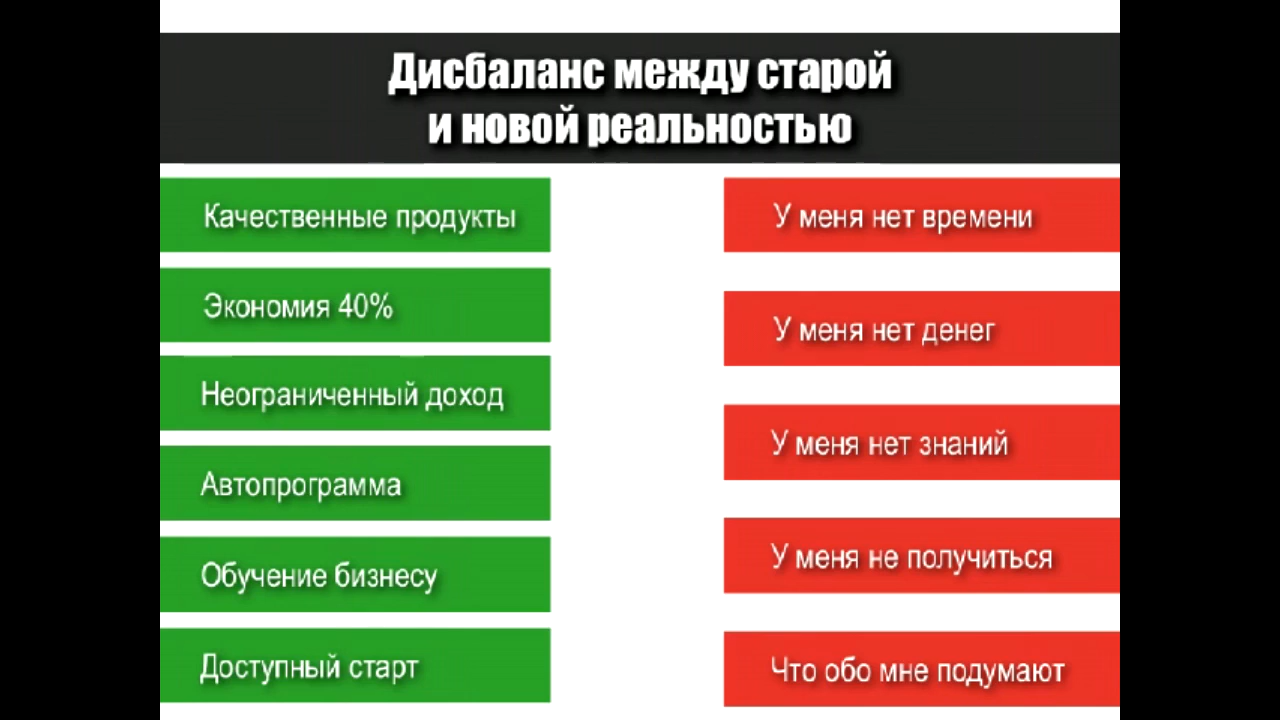 Дисбаланс между старой
и новой реальностью
Качественные продукты
Экономия 40%
Неограниченный доход
Автопрограмма
Обучение бизнесу
Доступный старт
У меня нет времени
У меня нет денег
У меня нет знаний
У меня не получиться
Что обо мне подумают